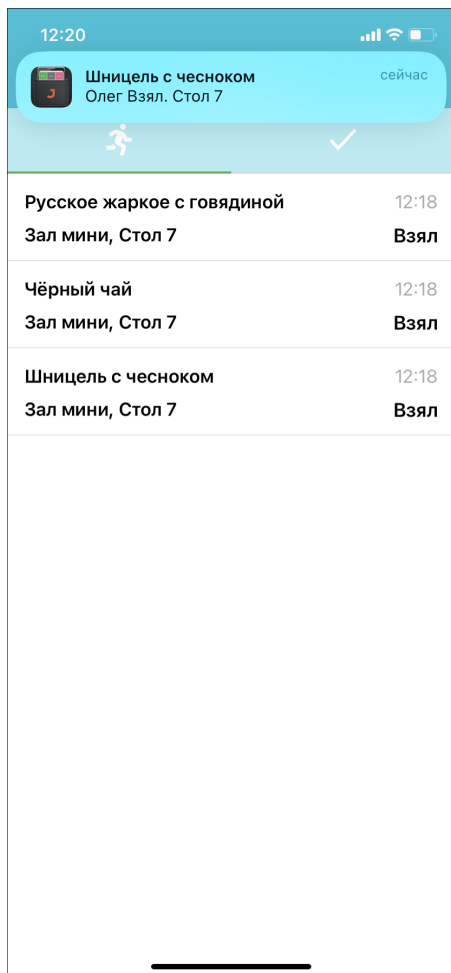 12:20
Шницель с чесноком сейчас
Олег Взял. Стол 7
Русское жаркое с говядиной 12:18
Зал мини, Стол 7 Взял
Чёрный чай 12:18
Зал мини, Стол 7 Взял
Шницель с чесноком 12:18
Зал мини, Стол 7 Взял